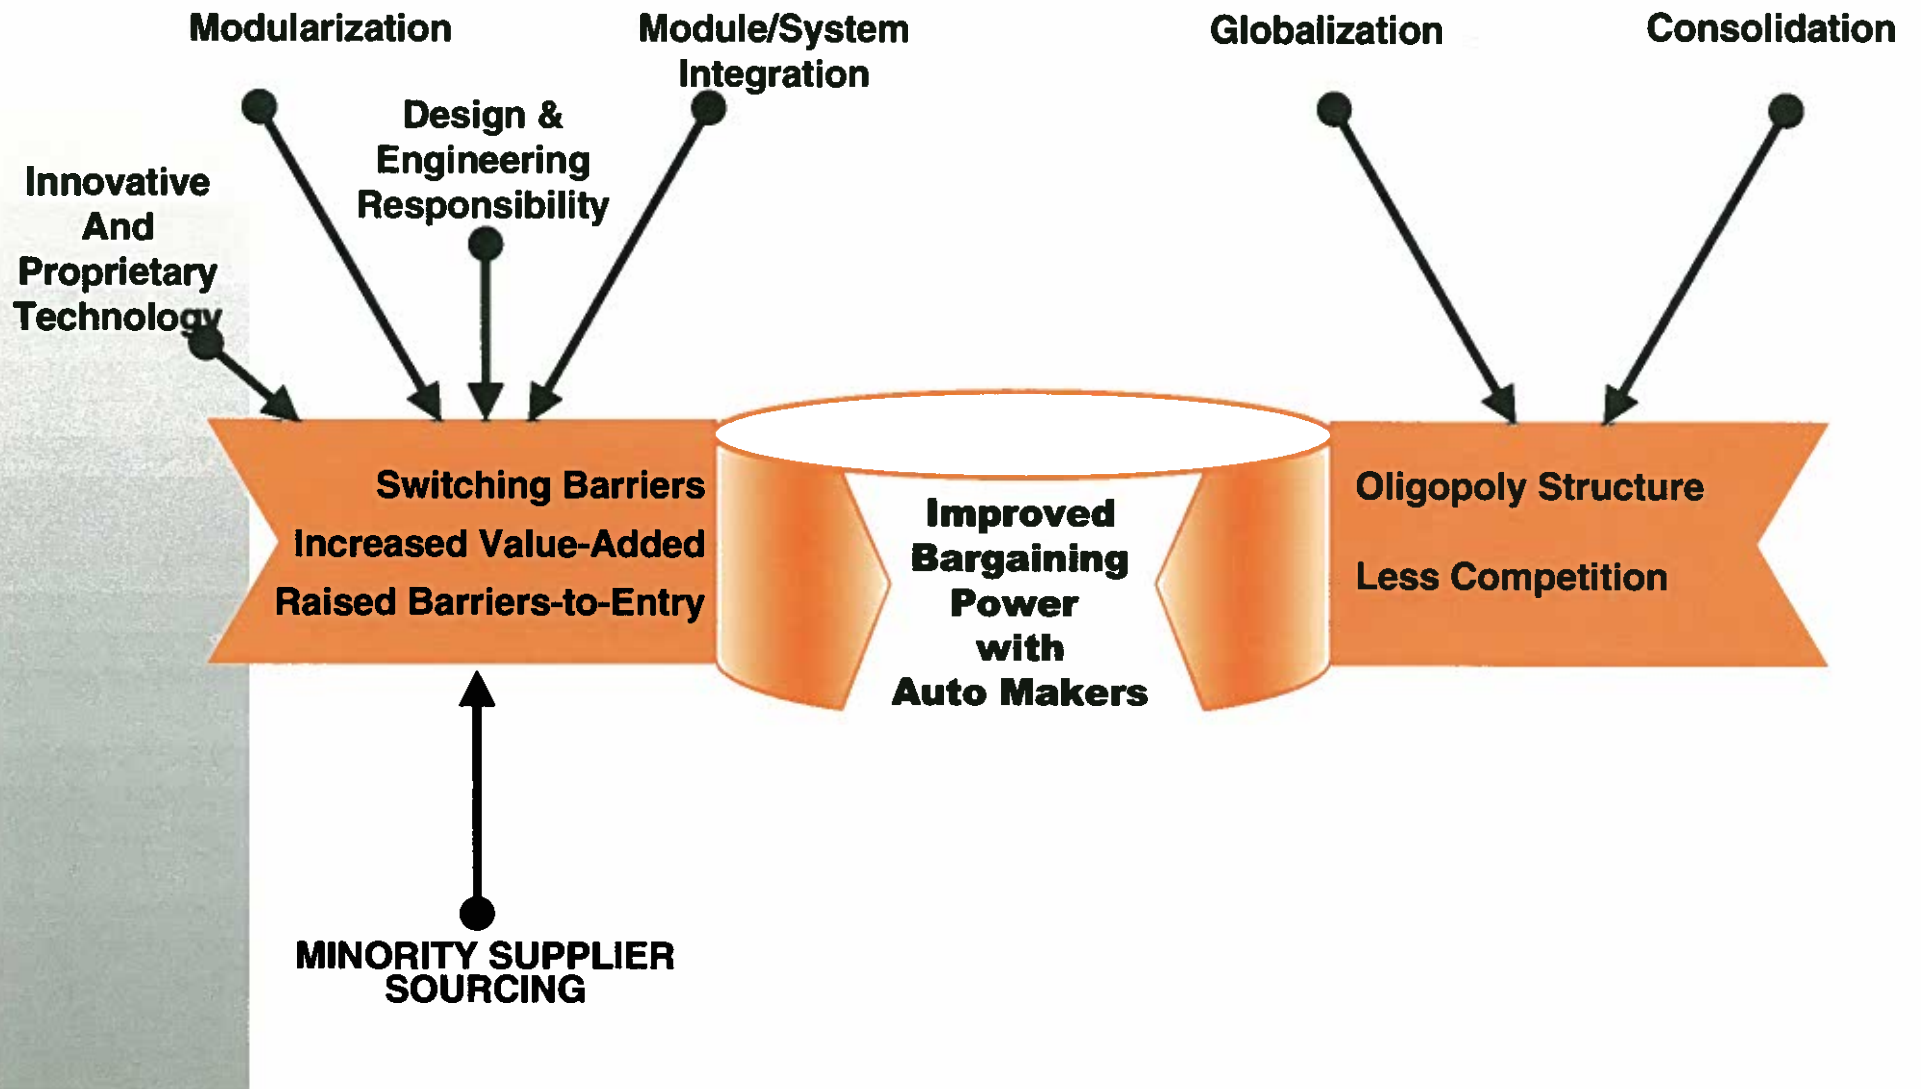 Modularization
Module/System
Integration
Globalization
Consolidation
Design &
Engineering
Responsibility
Innovative
And
Proprietary
Technology
Switching Barriers
Increased Value-Added
Raised Barriers-to-Entry
Improved
Bargaining
Power
with
Auto Makers
Oligopoly Structure
Less Competition
MINORITY SUPPLIER
SOURCING